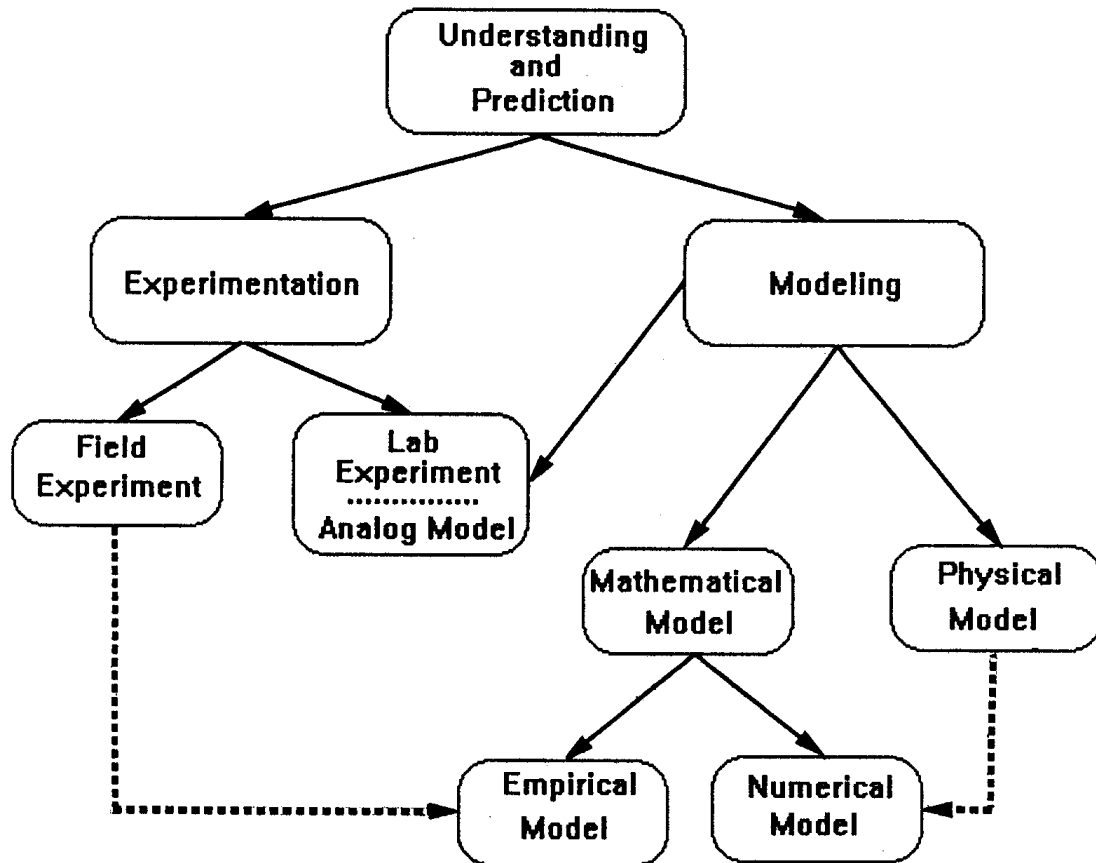 Understanding
and
Prediction
Experimentation
Modeling
Field
Experiment
Lab
Experiment
Analog Model
Mathematical
Model
Physical
Model
Empirical
Model
Numerical
Model